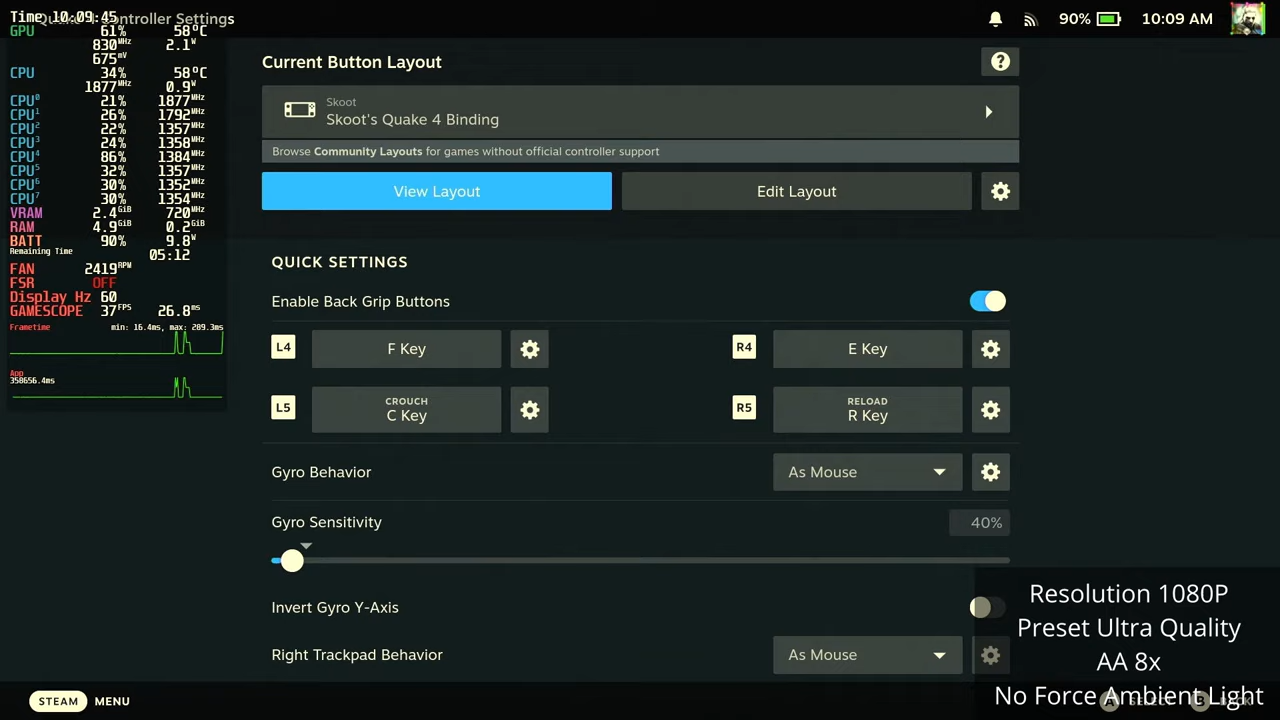 Time 10:09:45
Controller Settings
90%
10:09 AM
GPU 61% 58°C
830MHz 2.1W
675mV
CPU 34% 58°C
1877MHz 0.9W
CPU0 21% 1877MHz
CPU1 26% 1792MHz
CPU2 22% 1357MHz
CPU3 24% 1358MHz
CPU4 86% 1384MHz
CPU5 32% 1357MHz
CPU6 30% 1352MHz
CPU7 30% 1354MHz
VRAM 2.4GiB 720MHz
RAM 4.9GiB 0.2GiB
BATT 90% 9.8W
Remaining Time 05:12
FAN 2419RPM
FSR OFF
Display Hz 60
GAMESCOPE 37FPS 26.8ms
Frametime min: 16.4ms, max: 209.3ms
App
358656.4ms
Current Button Layout
?
Skoot
Skoot's Quake 4 Binding
Browse Community Layouts for games without official controller support
View Layout
Edit Layout
QUICK SETTINGS
Enable Back Grip Buttons
L4 F Key
R4 E Key
L5 CROUCH C Key
R5 RELOAD R Key
Gyro Behavior
As Mouse
Gyro Sensitivity
40%
Invert Gyro Y-Axis
Right Trackpad Behavior
As Mouse
Resolution 1080P
Preset Ultra Quality
AA 8x
No Force Ambient Light
STEAM MENU